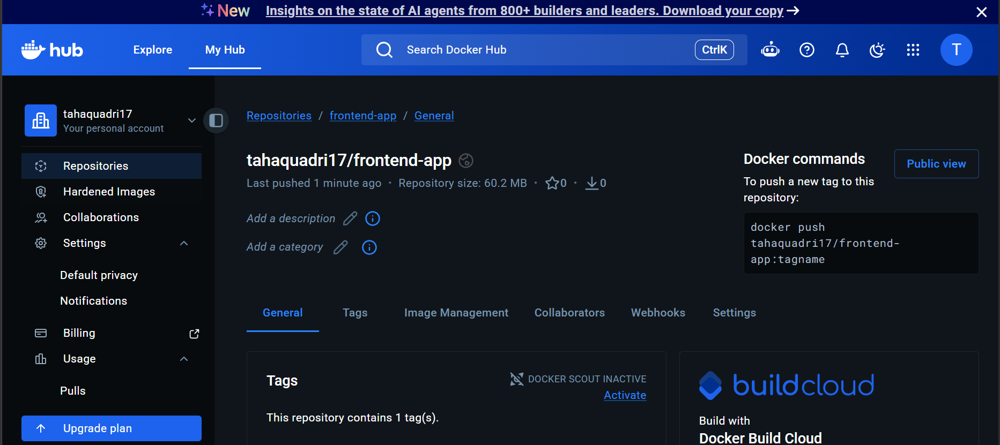 New Insights on the state of AI agents from 800+ builders and leaders. Download your copy
hub Explore My Hub Search Docker Hub CtrlK T
tahaquadri17
Your personal account
Repositories
Hardened Images
Collaborations
Settings
Default privacy
Notifications
Billing
Usage
Pulls
Upgrade plan
Repositories / frontend-app / General
tahaquadri17/frontend-app
Last pushed 1 minute ago • Repository size: 60.2 MB • 0 • 0
Add a description
Add a category
Docker commands
Public view
To push a new tag to this
repository:
docker push
tahaquadri17/frontend-
app:tagname
General Tags Image Management Collaborators Webhooks Settings
Tags
DOCKER SCOUT INACTIVE
Activate
This repository contains 1 tag(s).
buildcloud
Build with
Docker Build Cloud